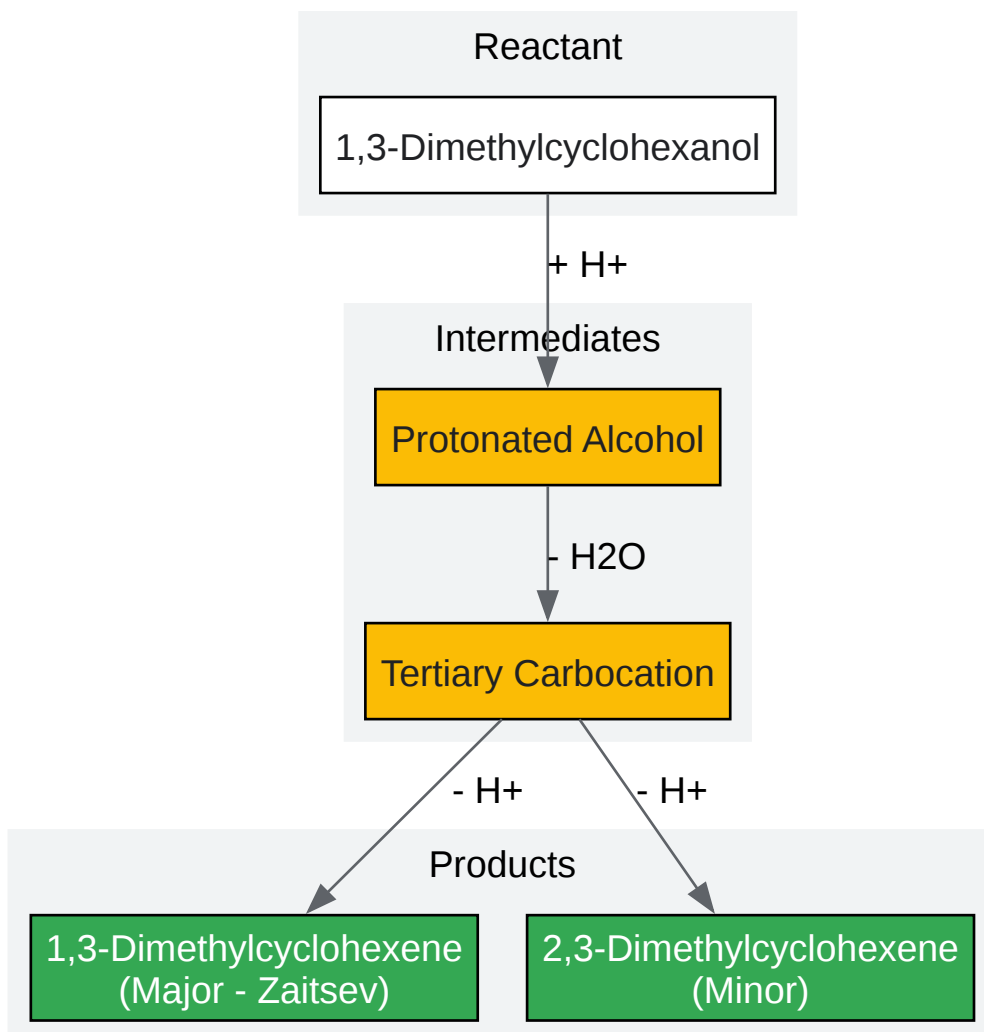 Reactant
1,3-Dimethylcyclohexanol
+ H+
Intermediates
Protonated Alcohol
- H2O
Tertiary Carbocation
- H+
- H+
Products
1,3-Dimethylcyclohexene
(Major - Zaitsev)
2,3-Dimethylcyclohexene
(Minor)